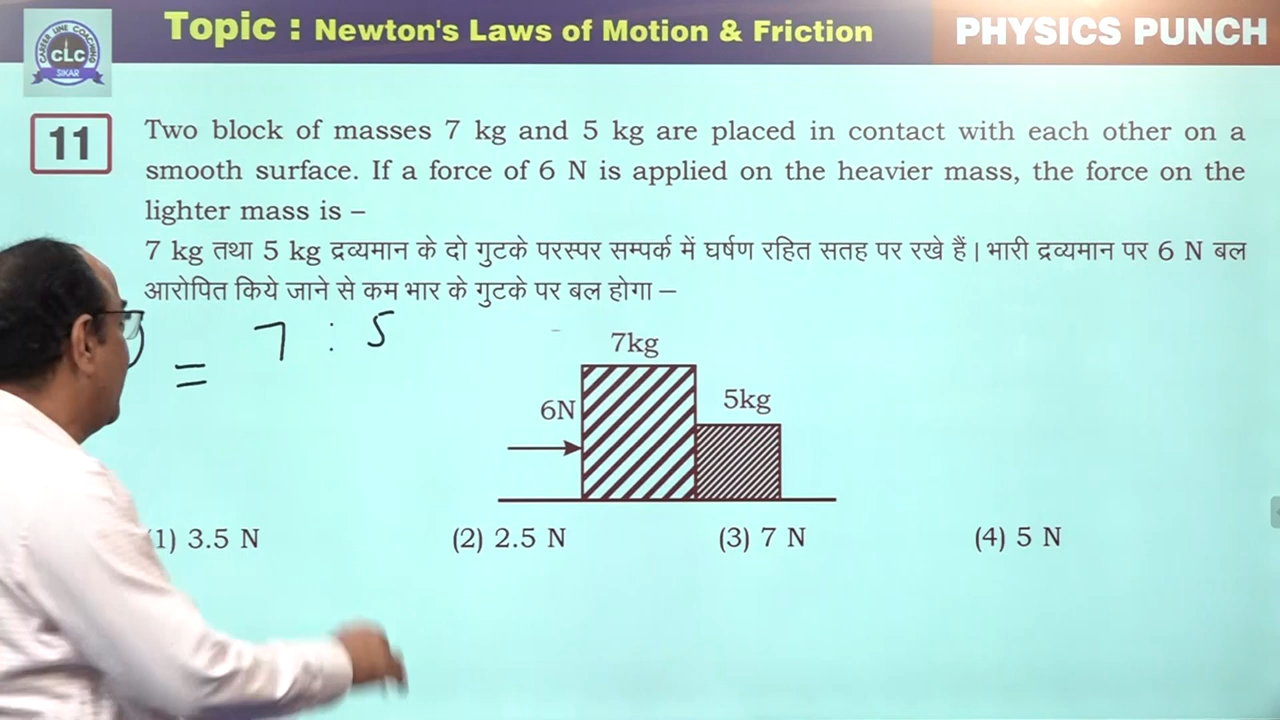 Topic : Newton's Laws of Motion & Friction
PHYSICS PUNCH
CAREER LINE COACHING
CLC
SIKAR
11
Two block of masses 7 kg and 5 kg are placed in contact with each other on a
smooth surface. If a force of 6 N is applied on the heavier mass, the force on the
lighter mass is –
7 kg तथा 5 kg द्रव्यमान के दो गुटके परस्पर सम्पर्क में घर्षण रहित सतह पर रखे हैं। भारी द्रव्यमान पर 6 N बल
आरोपित किये जाने से कम भार के गुटके पर बल होगा –
= 7 : 5
7kg
5kg
6N
(1) 3.5 N (2) 2.5 N (3) 7 N (4) 5 N